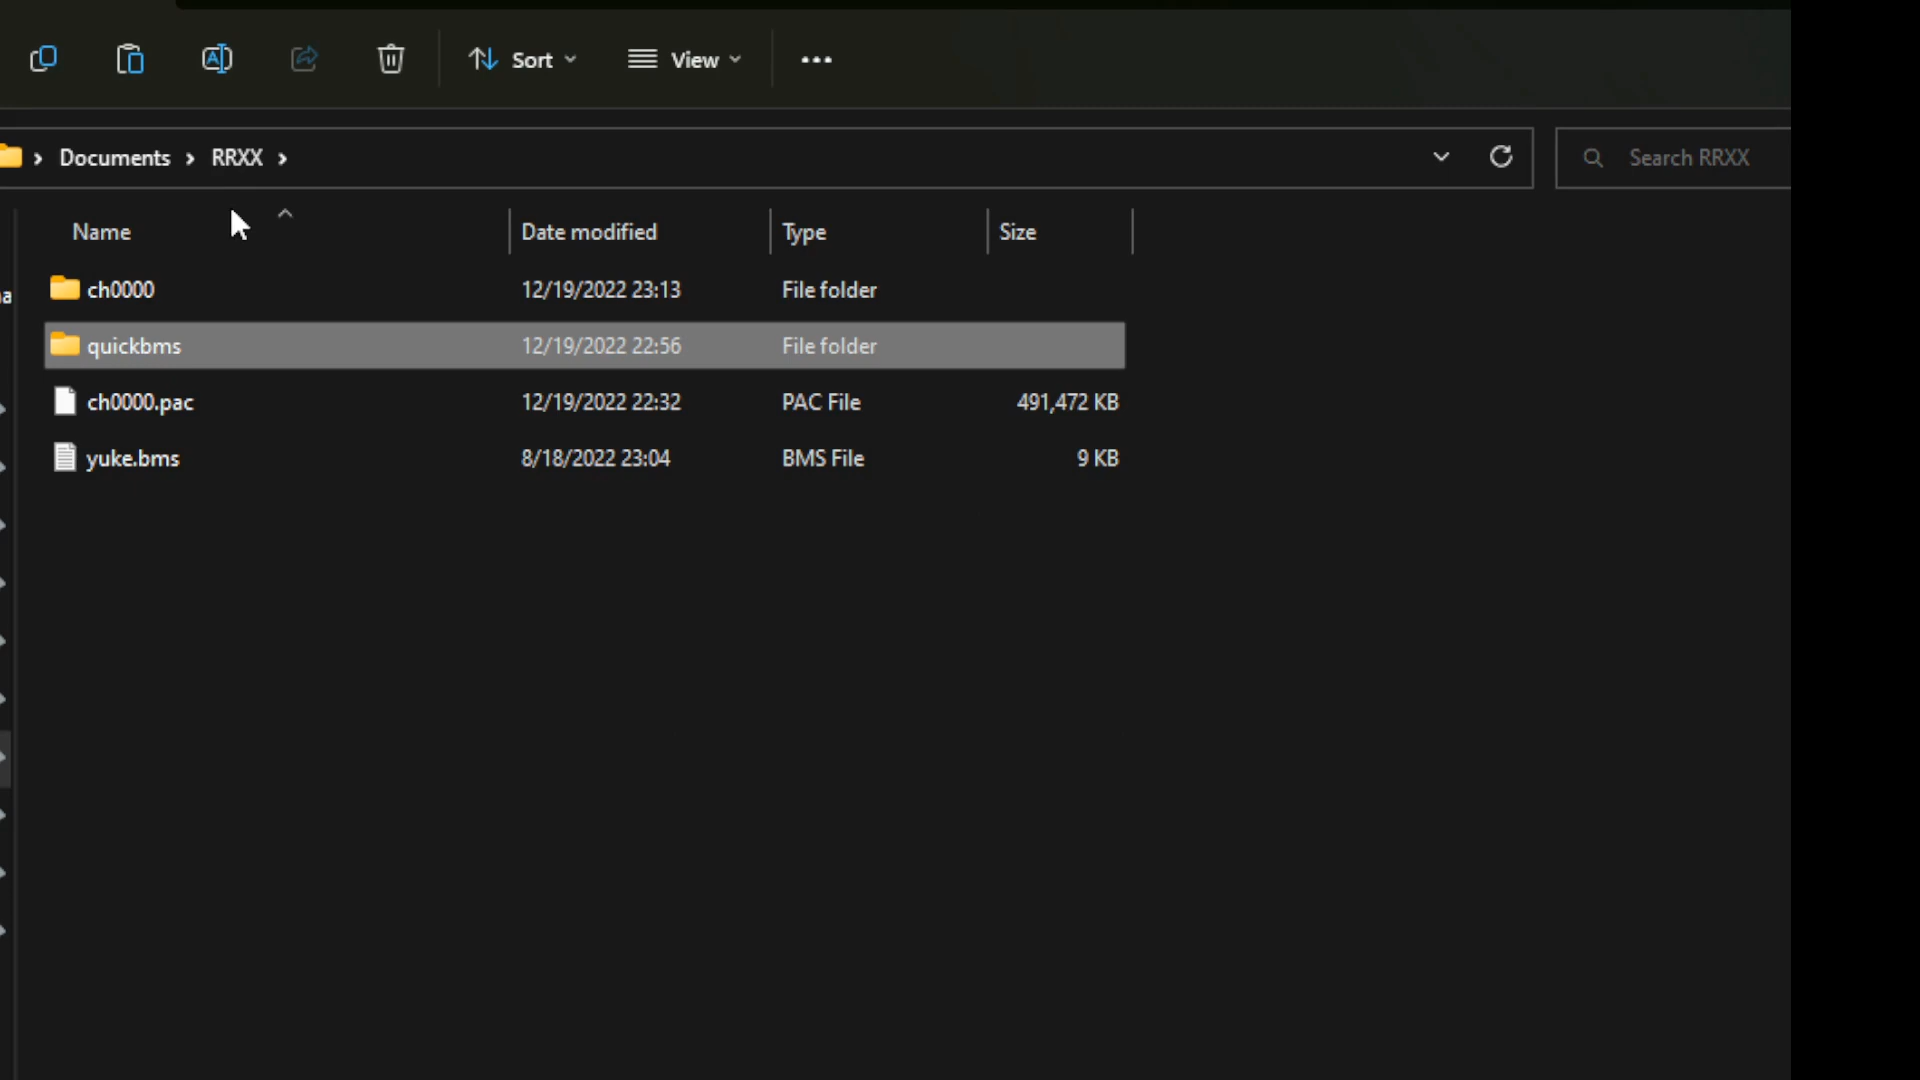 Sort View
Documents RRXX Search RRXX
Name Date modified Type Size
ch0000 12/19/2022 23:13 File folder
quickbms 12/19/2022 22:56 File folder
ch0000.pac 12/19/2022 22:32 PAC File 491,472 KB
yuke.bms 8/18/2022 23:04 BMS File 9 KB